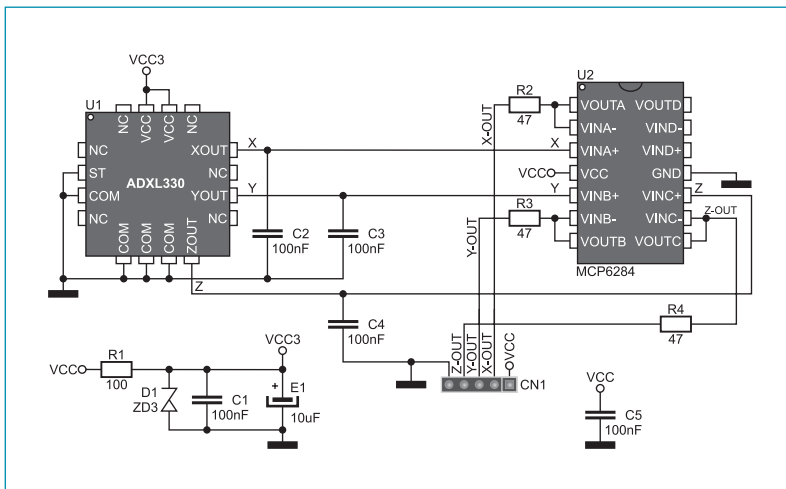 VCC3
U1
NC
VCC
VCC
NC
NC
ST
COM
NC
ADXL330
XOUT
NC
YOUT
NC
COM
COM
COM
ZOUT
X
Y
Z
C2
100nF
C3
100nF
C4
100nF
X-OUT
R2
47
X
VCC
Y
R3
47
Y-OUT
U2
VOUTA
VINA-
VINA+
VCC
VINB+
VINB-
VOUTB
VOUTD
VIND-
VIND+
GND
VINC+
VINC-
VOUTC
MCP6284
Z
Z-OUT
R4
47
Z-OUT
Y-OUT
X-OUT
VCC
CN1
VCC
R1
100
VCC3
D1
ZD3
C1
100nF
+
E1
10uF
VCC
C5
100nF